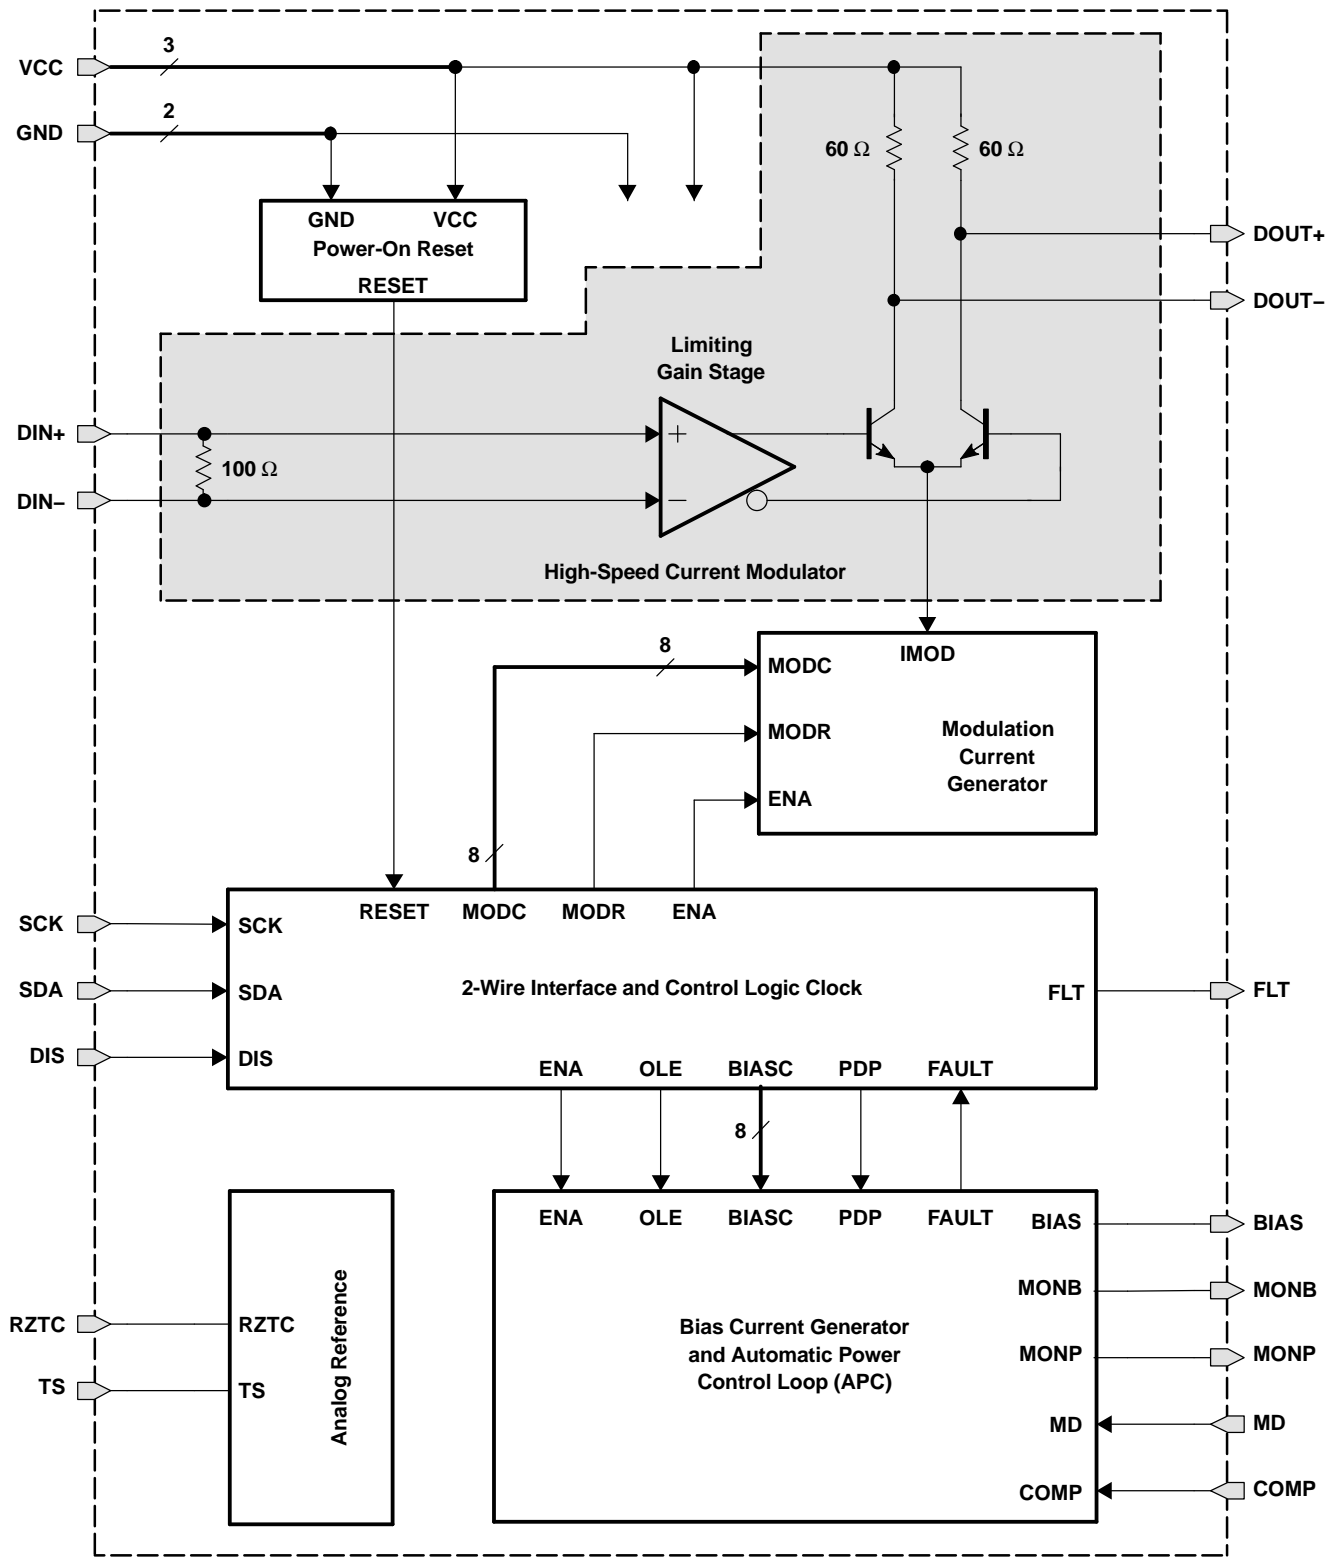 3
VCC
2
GND
60 Ω
60 Ω
GND VCC
Power-On Reset
RESET
DOUT+
DOUT–
Limiting
Gain Stage
DIN+
+
100 Ω
DIN–
–
High-Speed Current Modulator
8
IMOD
MODC
MODR
Modulation
Current
Generator
ENA
8
RESET MODC MODR ENA
SCK
SCK
SDA
SDA
2-Wire Interface and Control Logic Clock
FLT
FLT
DIS
DIS
ENA OLE BIASC PDP FAULT
8
ENA OLE BIASC PDP FAULT
BIAS
BIAS
MONB
MONB
RZTC
RZTC
Analog Reference
Bias Current Generator
and Automatic Power
Control Loop (APC)
MONP
MONP
TS
TS
MD
MD
COMP
COMP